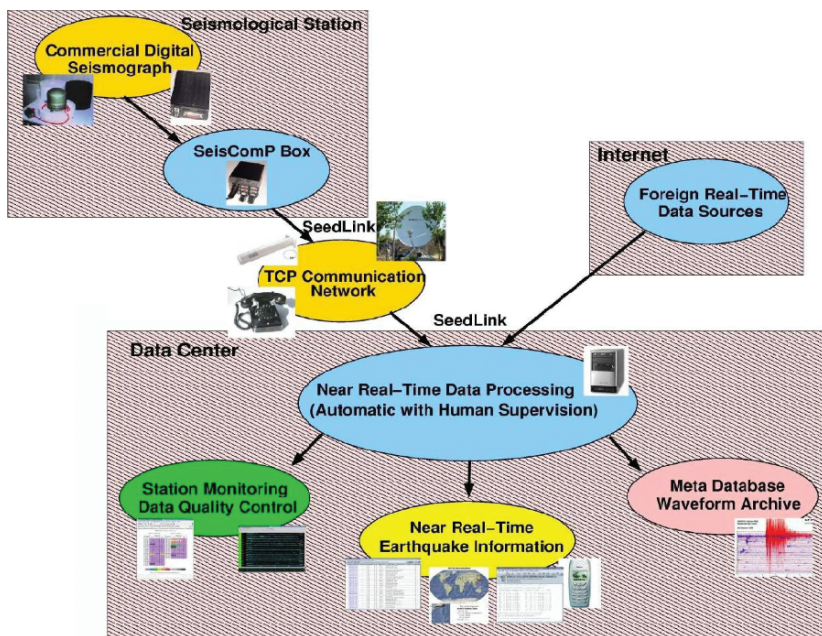 Seismological Station
Commercial Digital
Seismograph
SeisComP Box
Internet
Foreign Real-Time
Data Sources
SeedLink
TCP Communication
Network
SeedLink
Data Center
Near Real-Time Data Processing
(Automatic with Human Supervision)
Station Monitoring
Data Quality Control
Near Real-Time
Earthquake Information
Meta Database
Waveform Archive